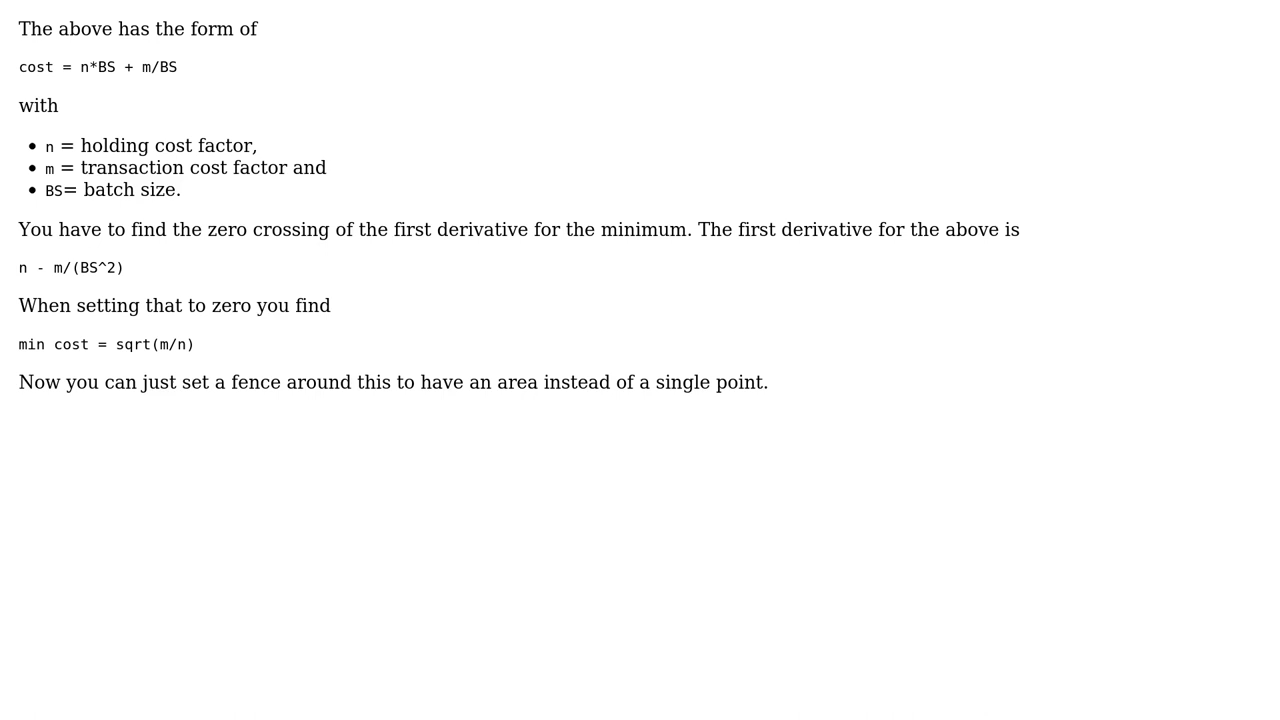 The above has the form of
cost = n*BS + m/BS
with
• n = holding cost factor,
• m = transaction cost factor and
• BS= batch size.
You have to find the zero crossing of the first derivative for the minimum. The first derivative for the above is
n - m/(BS^2)
When setting that to zero you find
min cost = sqrt(m/n)
Now you can just set a fence around this to have an area instead of a single point.